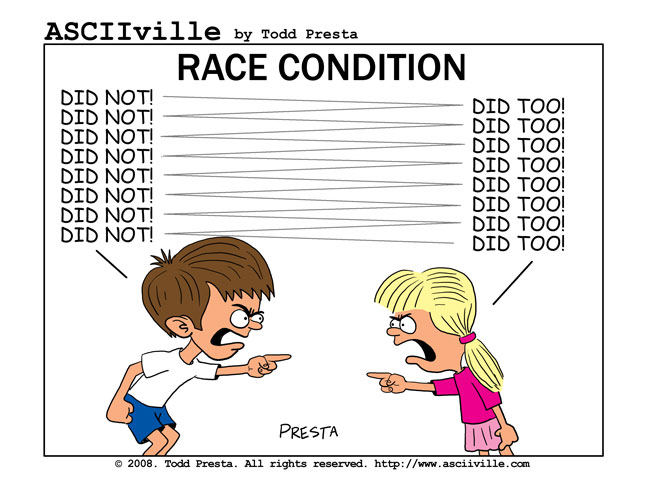 ASCIIville by Todd Presta
RACE CONDITION
DID NOT!
DID TOO!
DID NOT!
DID TOO!
DID NOT!
DID TOO!
DID NOT!
DID TOO!
DID NOT!
DID TOO!
DID NOT!
DID TOO!
DID NOT!
DID TOO!
DID NOT!
DID TOO!
PRESTA
© 2008. Todd Presta. All rights reserved. http://www.asciiville.com